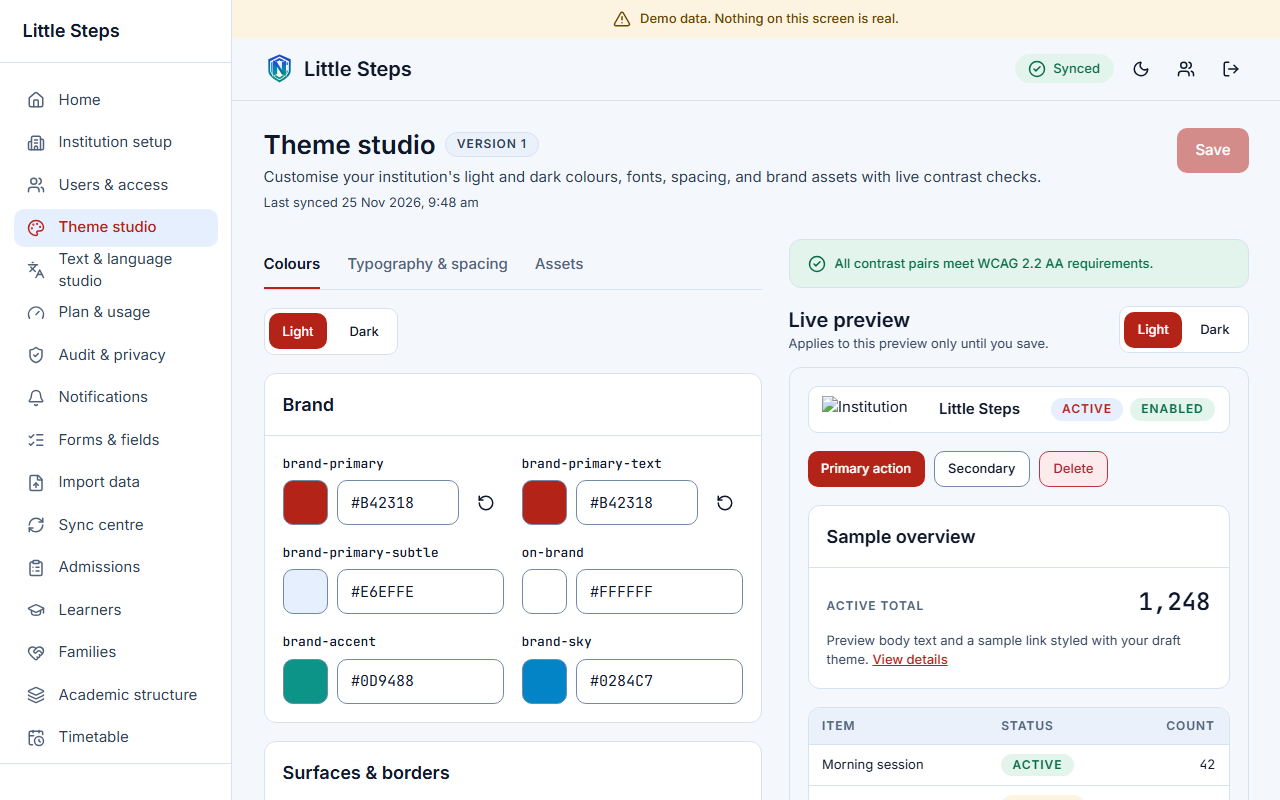 Little Steps
Home
Institution setup
Users & access
Theme studio
Text & language
studio
Plan & usage
Audit & privacy
Notifications
Forms & fields
Import data
Sync centre
Admissions
Learners
Families
Academic structure
Timetable
Demo data. Nothing on this screen is real.
Little Steps
Synced
Theme studio
VERSION 1
Save
Customise your institution's light and dark colours, fonts, spacing, and brand assets with live contrast checks.
Last synced 25 Nov 2026, 9:48 am
Colours
Typography & spacing
Assets
Light
Dark
Brand
brand-primary
brand-primary-text
#B42318
#B42318
brand-primary-subtle
on-brand
#E6EFFE
#FFFFFF
brand-accent
brand-sky
#0D9488
#0284C7
Surfaces & borders
All contrast pairs meet WCAG 2.2 AA requirements.
Live preview
Applies to this preview only until you save.
Light
Dark
Institution
Little Steps
ACTIVE
ENABLED
Primary action
Secondary
Delete
Sample overview
ACTIVE TOTAL
1,248
Preview body text and a sample link styled with your draft
theme. View details
ITEM
STATUS
COUNT
Morning session
ACTIVE
42